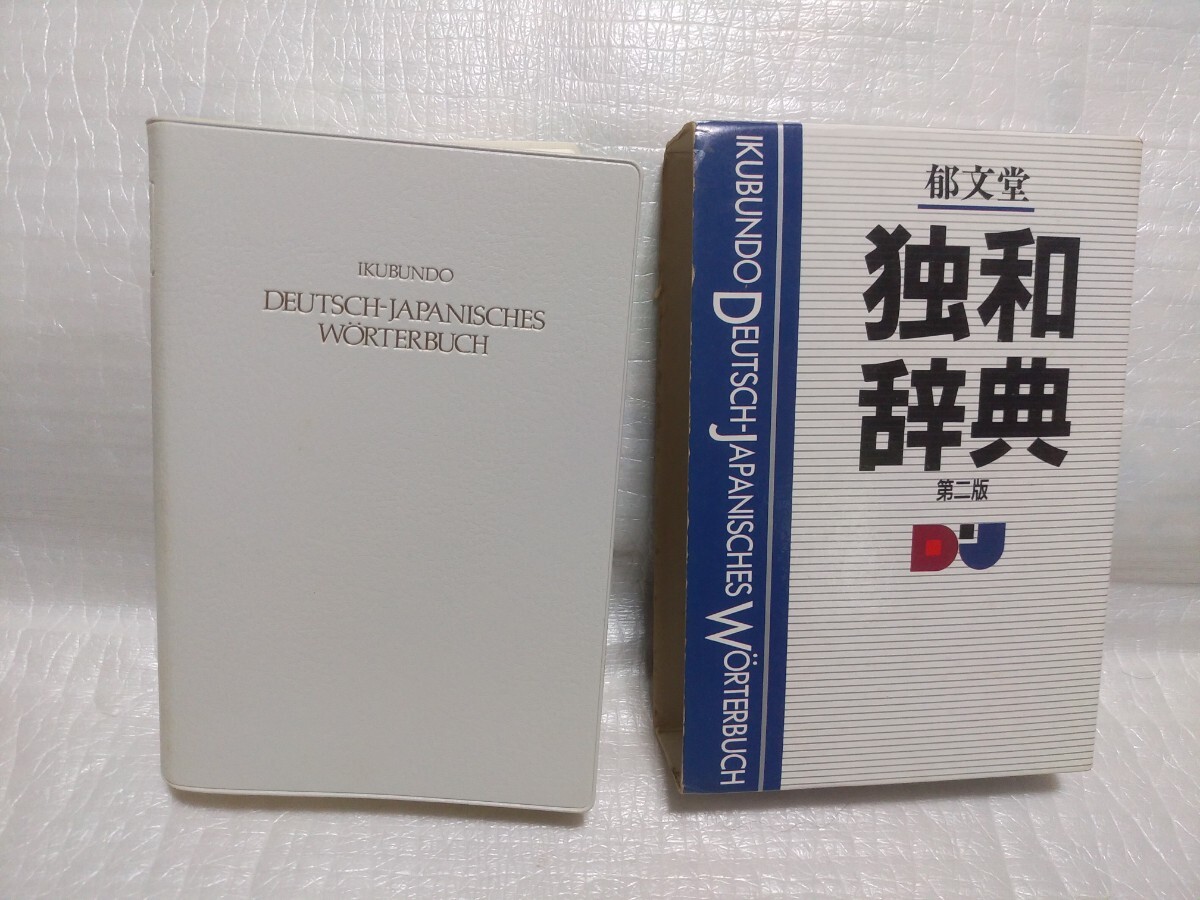 IKUBUNDO
DEUTSCH-JAPANISCHES
WÖRTERBUCH
IKUBUNDO DEUTSCH-JAPANISCHES WÖRTERBUCH
郁文堂
独和
辞典
第二版
DJ